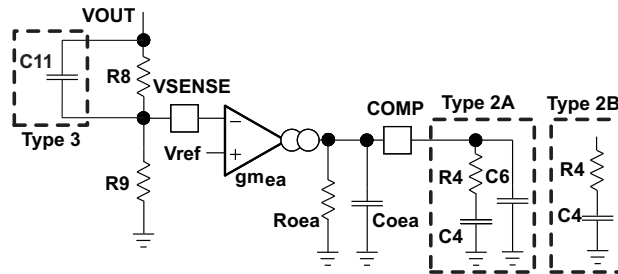 VOUT
C11
R8
VSENSE
Type 3
COMP
Type 2A
Type 2B
Vref
−
+
gmea
R9
Roea
Coea
R4
C6
C4
R4
C4